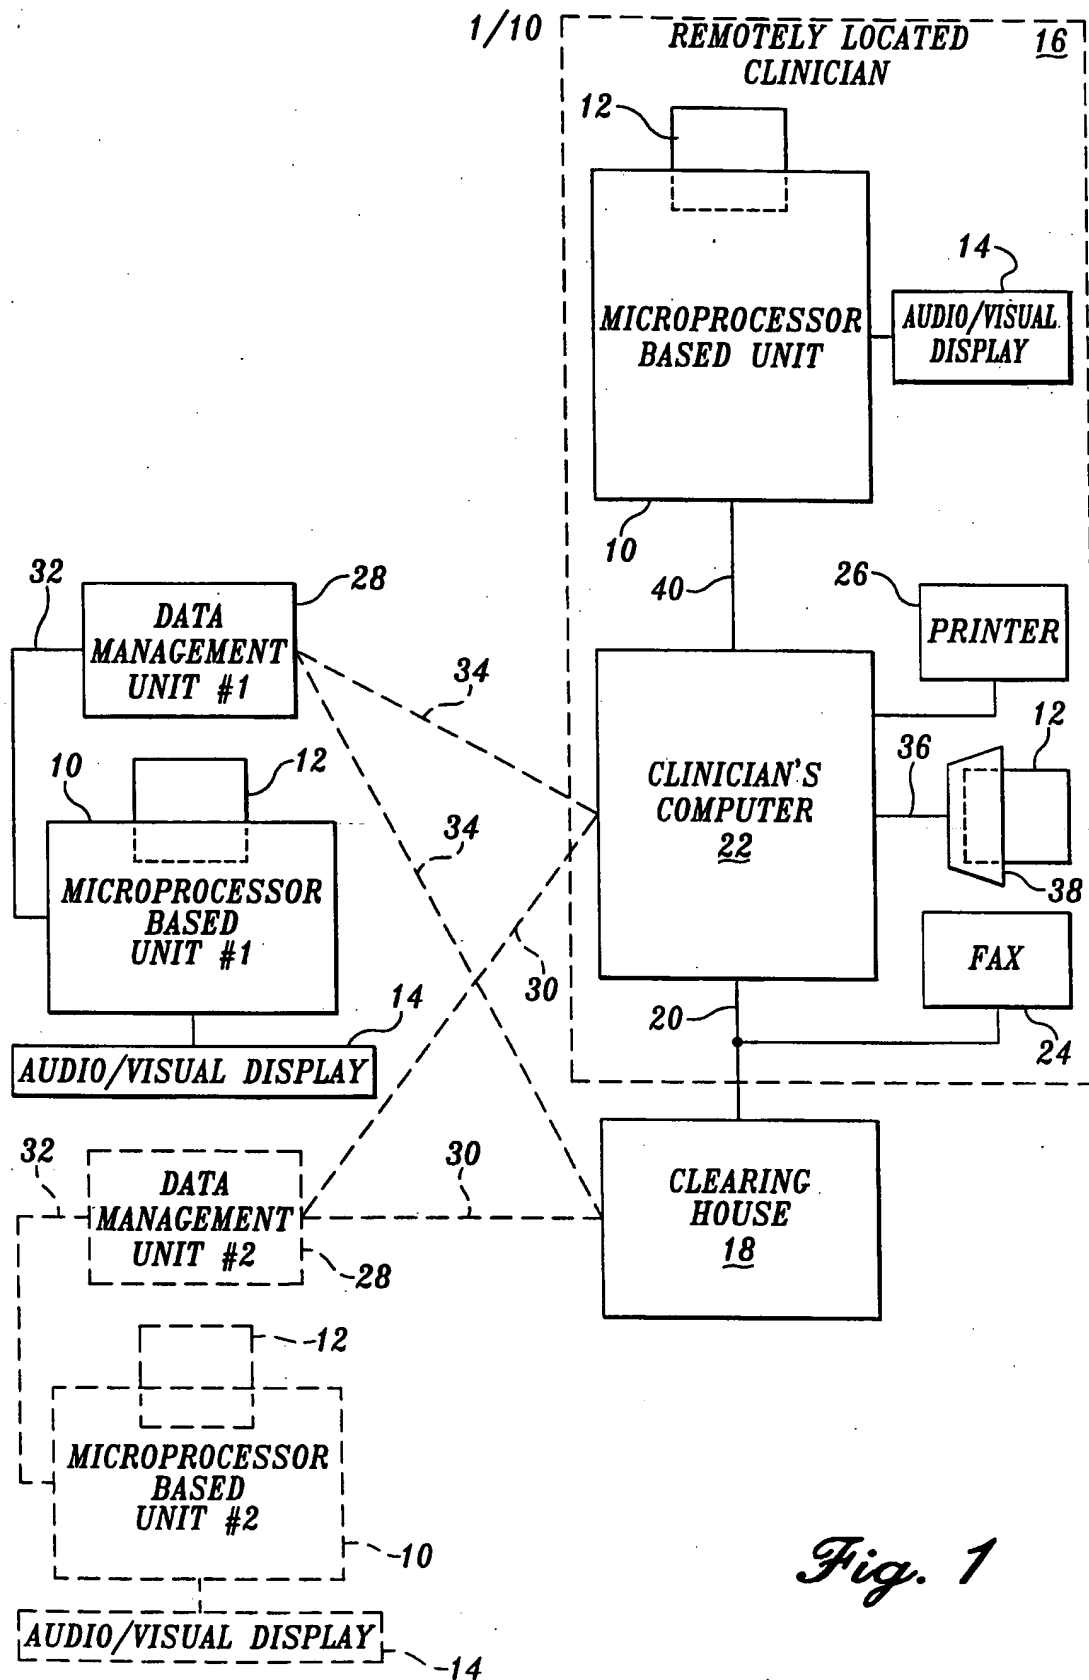 1/10
REMOTELY LOCATED
CLINICIAN
16
12
MICROPROCESSOR
BASED UNIT
14
AUDIO/VISUAL
DISPLAY
10
40
26
PRINTER
32
28
DATA
MANAGEMENT
UNIT #1
34
CLINICIAN'S
COMPUTER
22
36
12
38
10
12
34
MICROPROCESSOR
BASED
UNIT #1
30
FAX
24
20
14
AUDIO/VISUAL DISPLAY
32
DATA
MANAGEMENT
UNIT #2
28
30
CLEARING
HOUSE
18
12
MICROPROCESSOR
BASED
UNIT #2
10
AUDIO/VISUAL DISPLAY
14
Fig. 1